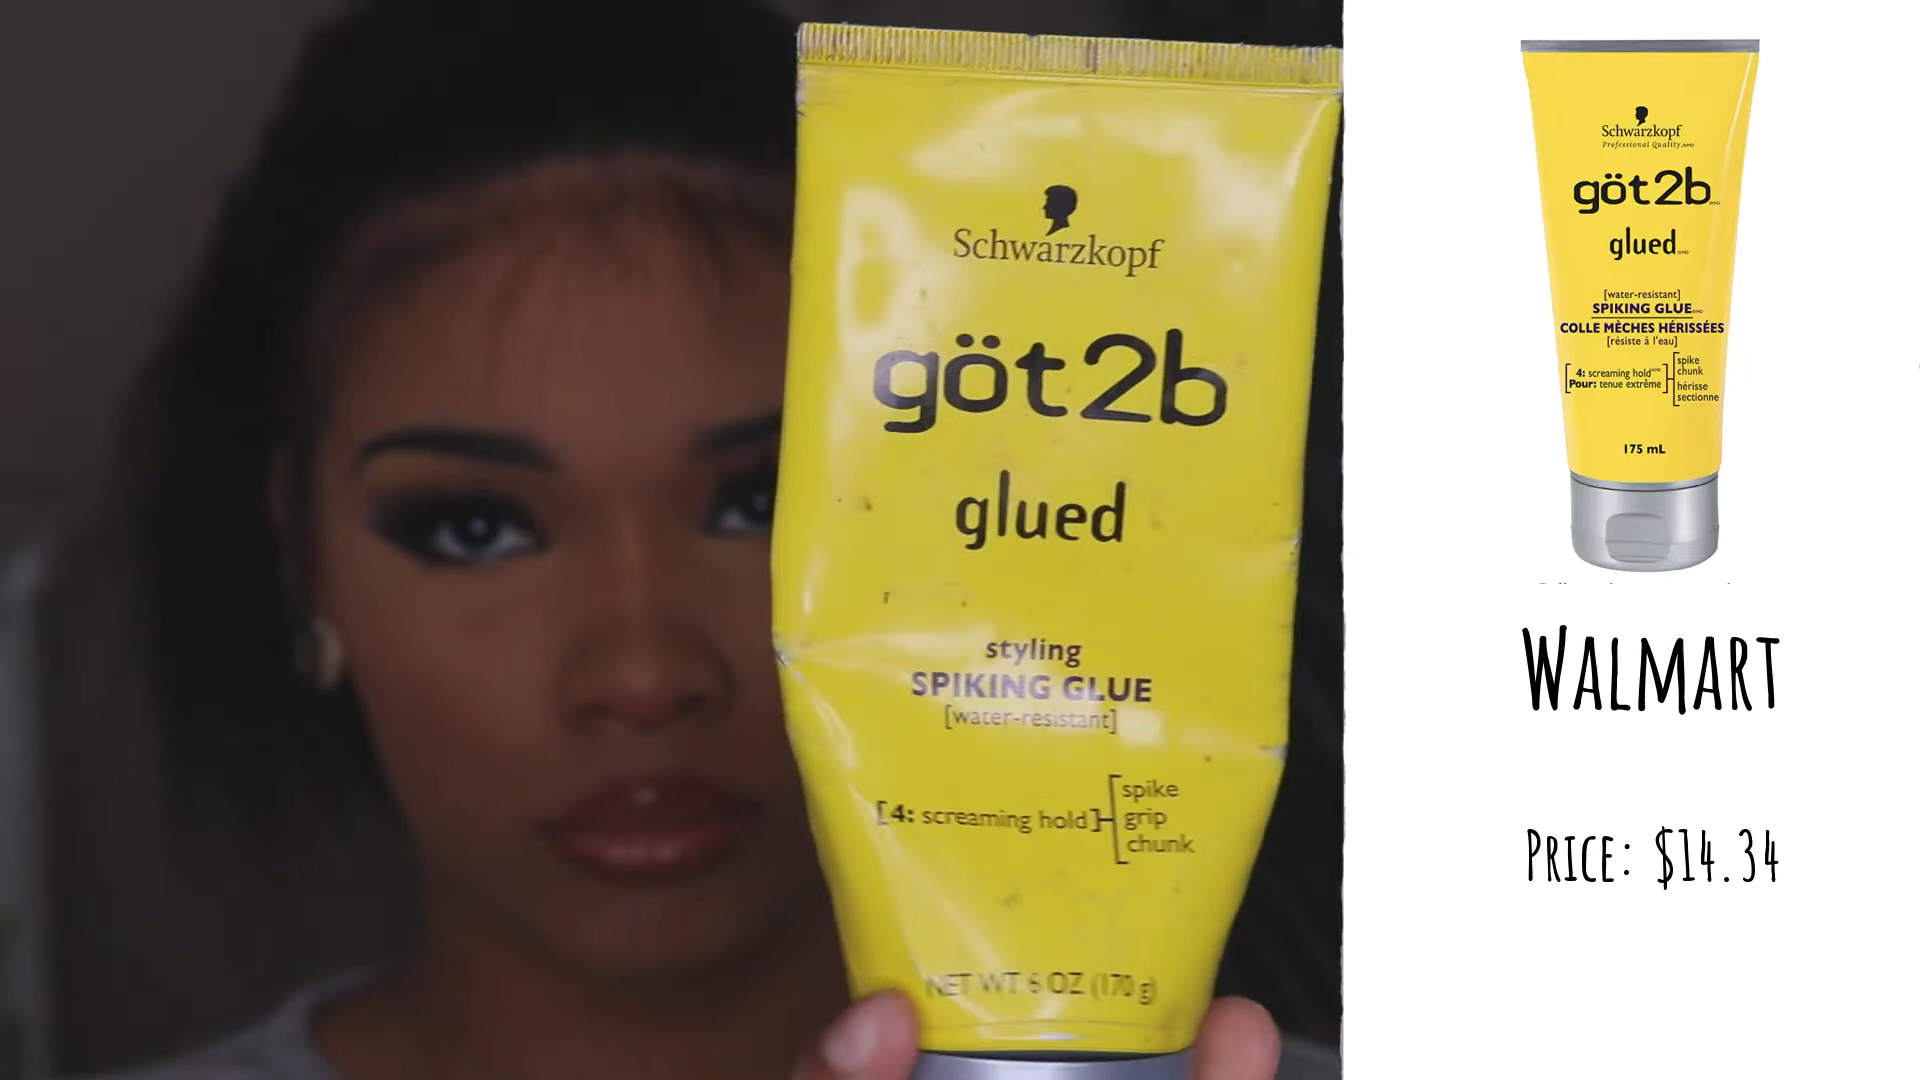 Schwarzkopf
göt2b
glued
styling
SPIKING GLUE
[water-resistant]
[4: screaming hold]
spike
grip
chunk
NET WT 6 OZ (170 g)
Schwarzkopf
Professional Quality
göt2b
glued
[water-resistant]
SPIKING GLUE
COLLE MÈCHES HÉRISSÉES
[résiste à l'eau]
4: screaming hold
Pour: tenue extrême
spike
chunk
hérisse
sectionne
175 mL
WALMART
PRICE: $14.34